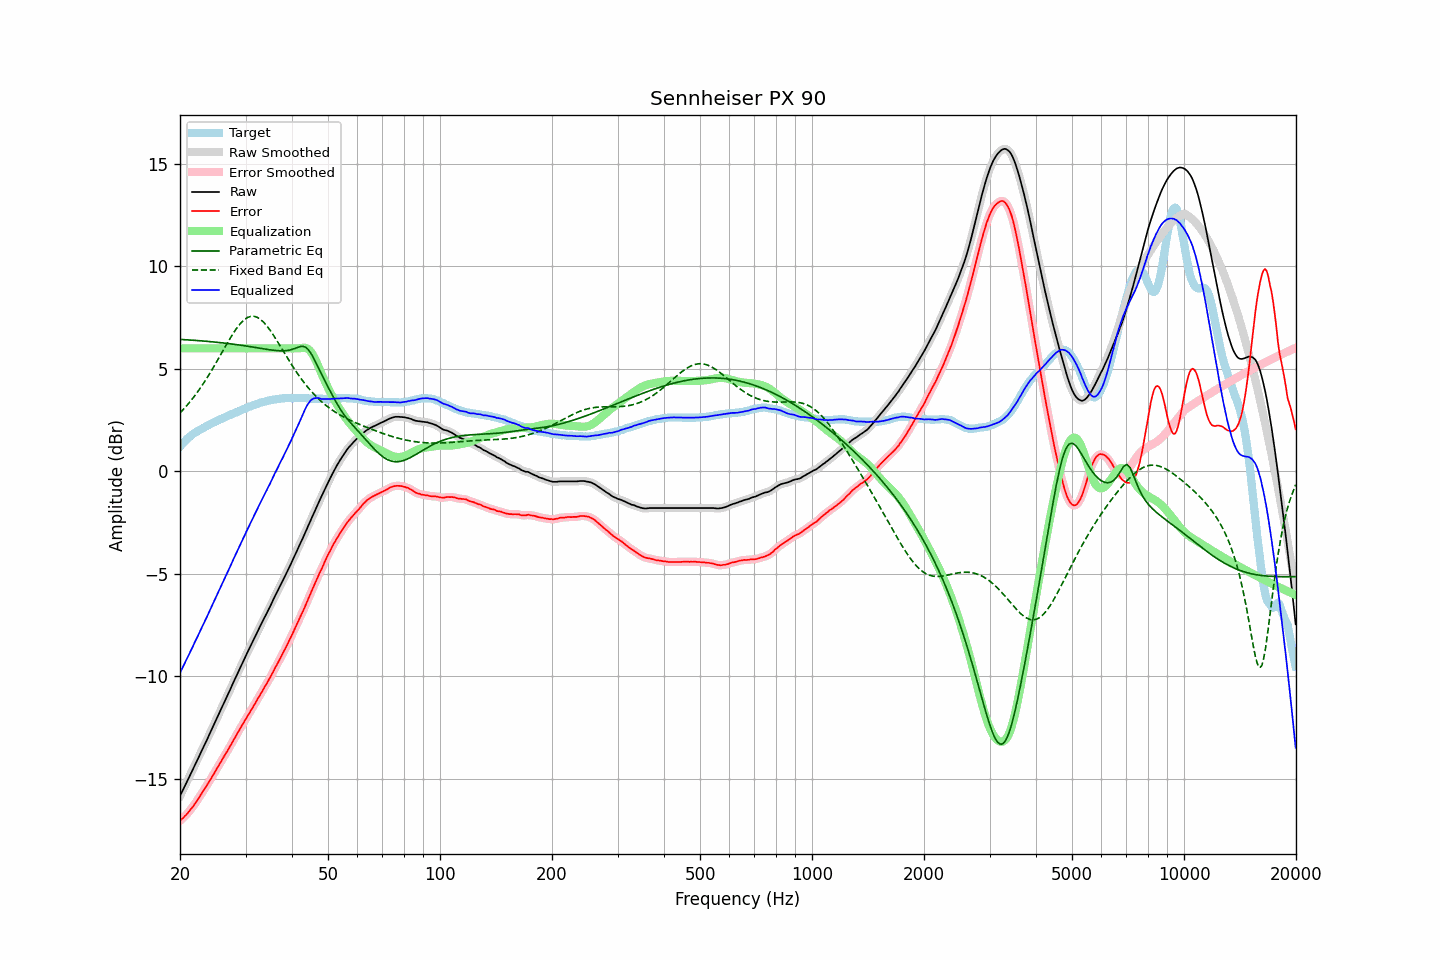 Sennheiser PX 90
Target
Raw Smoothed
Error Smoothed
Raw
Error
Equalization
Parametric Eq
Fixed Band Eq
Equalized
15
10
5
0
−5
−10
−15
Amplitude (dBr)
20 50 100 200 500 1000 2000 5000 10000 20000
Frequency (Hz)